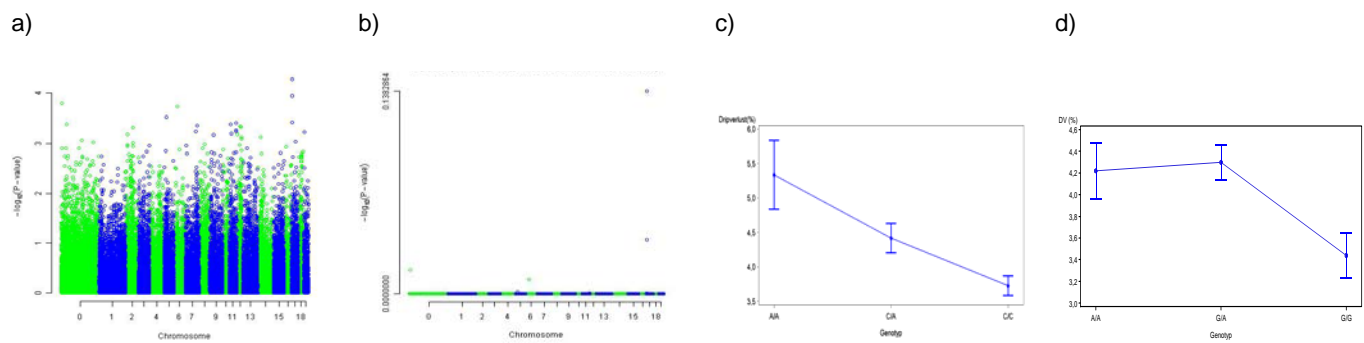 a)
b)
c)
d)
4
3
2
1
0
−log10(P−value)
0 1 2 4 6 7 8 9 11 13 15 18
Chromosome
0.1382864
0.0000000
−log10(P−value)
0 1 2 4 6 7 8 9 11 13 15 18
Chromosome
Dripverlust(%)
6,0
5,5
5,0
4,5
4,0
3,5
A/A C/A C/C
Genotyp
DV (%)
4,6
4,4
4,2
4,0
3,8
3,6
3,4
3,2
3,0
A/A G/A G/G
Genotyp